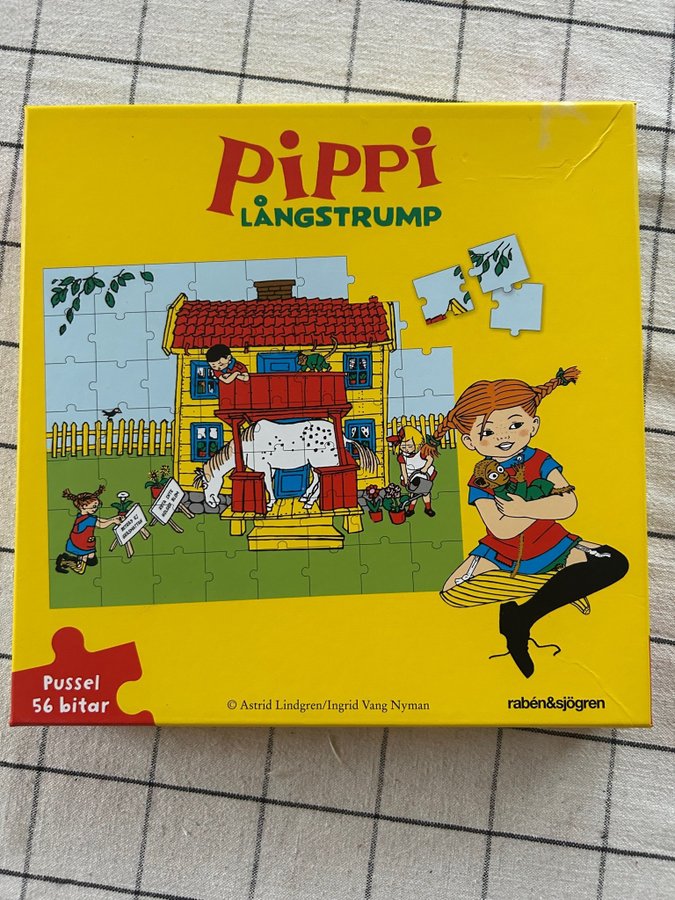 PiPPi
LÅNGSTRUMP
Pussel
56 bitar
© Astrid Lindgren/Ingrid Vang Nyman
rabén&sjögren